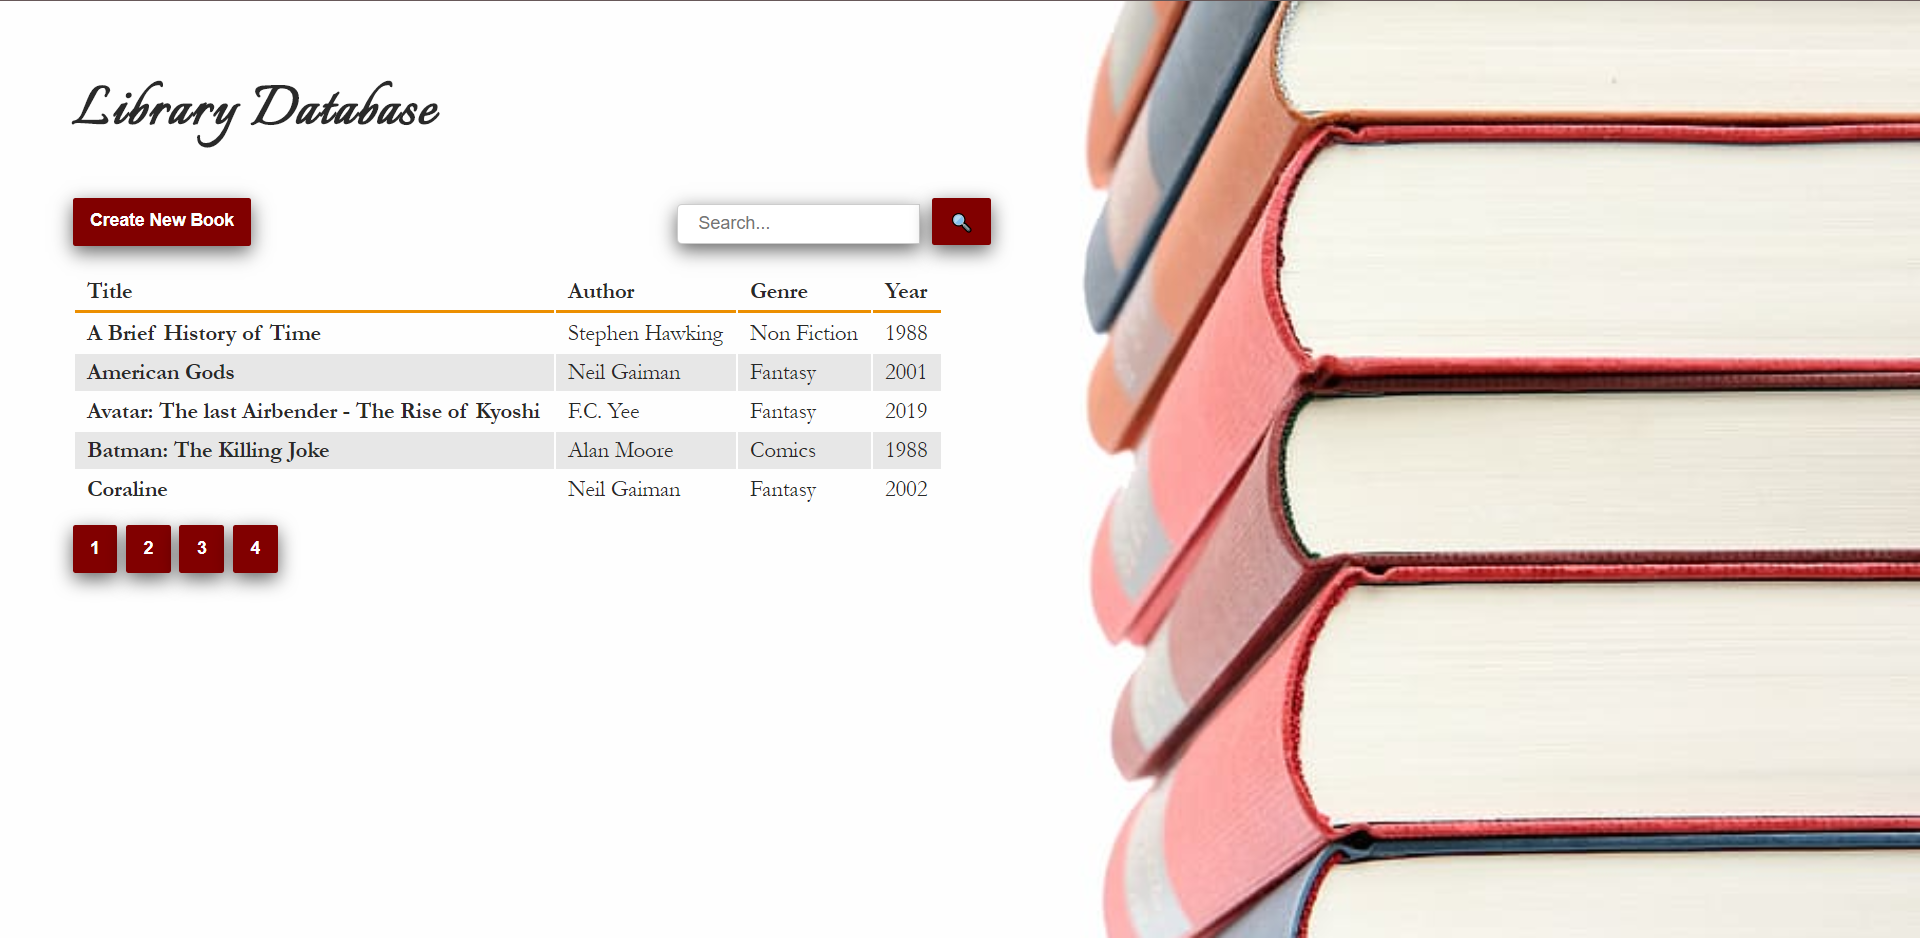 Library Database
Create New Book
Search...
Title Author Genre Year
A Brief History of Time Stephen Hawking Non Fiction 1988
American Gods Neil Gaiman Fantasy 2001
Avatar: The last Airbender - The Rise of Kyoshi F.C. Yee Fantasy 2019
Batman: The Killing Joke Alan Moore Comics 1988
Coraline Neil Gaiman Fantasy 2002
1 2 3 4